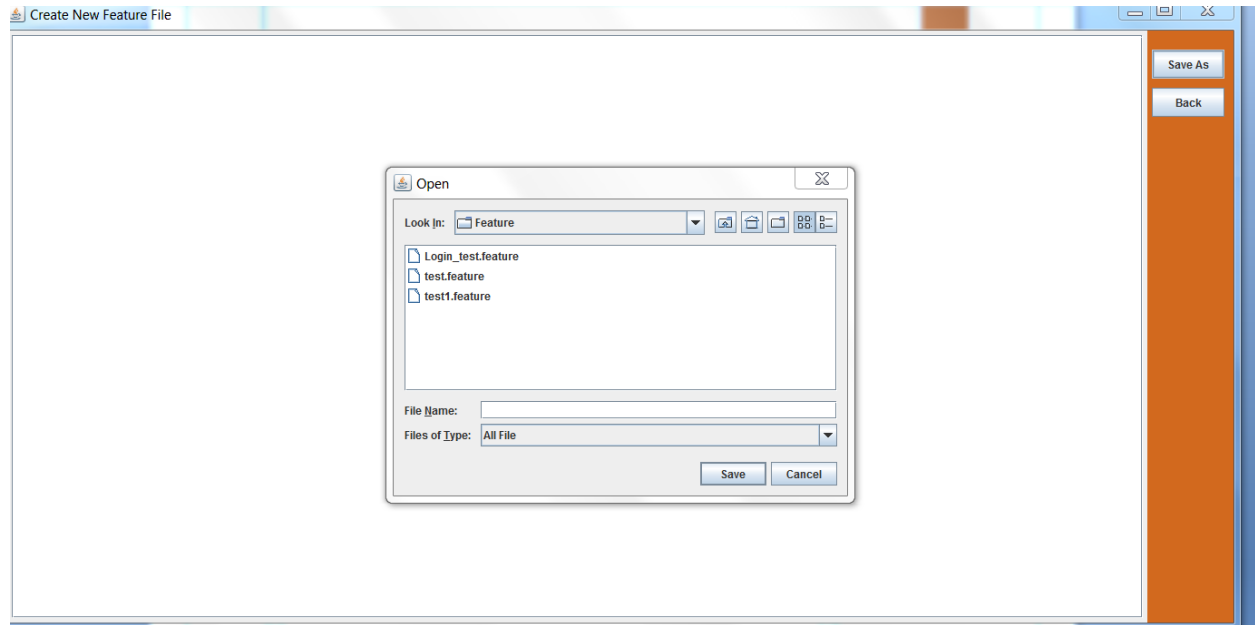 Create New Feature File
Save As
Back
Open
Look In: Feature
Login_test.feature
test.feature
test1.feature
File Name:
Files of Type: All File
Save Cancel